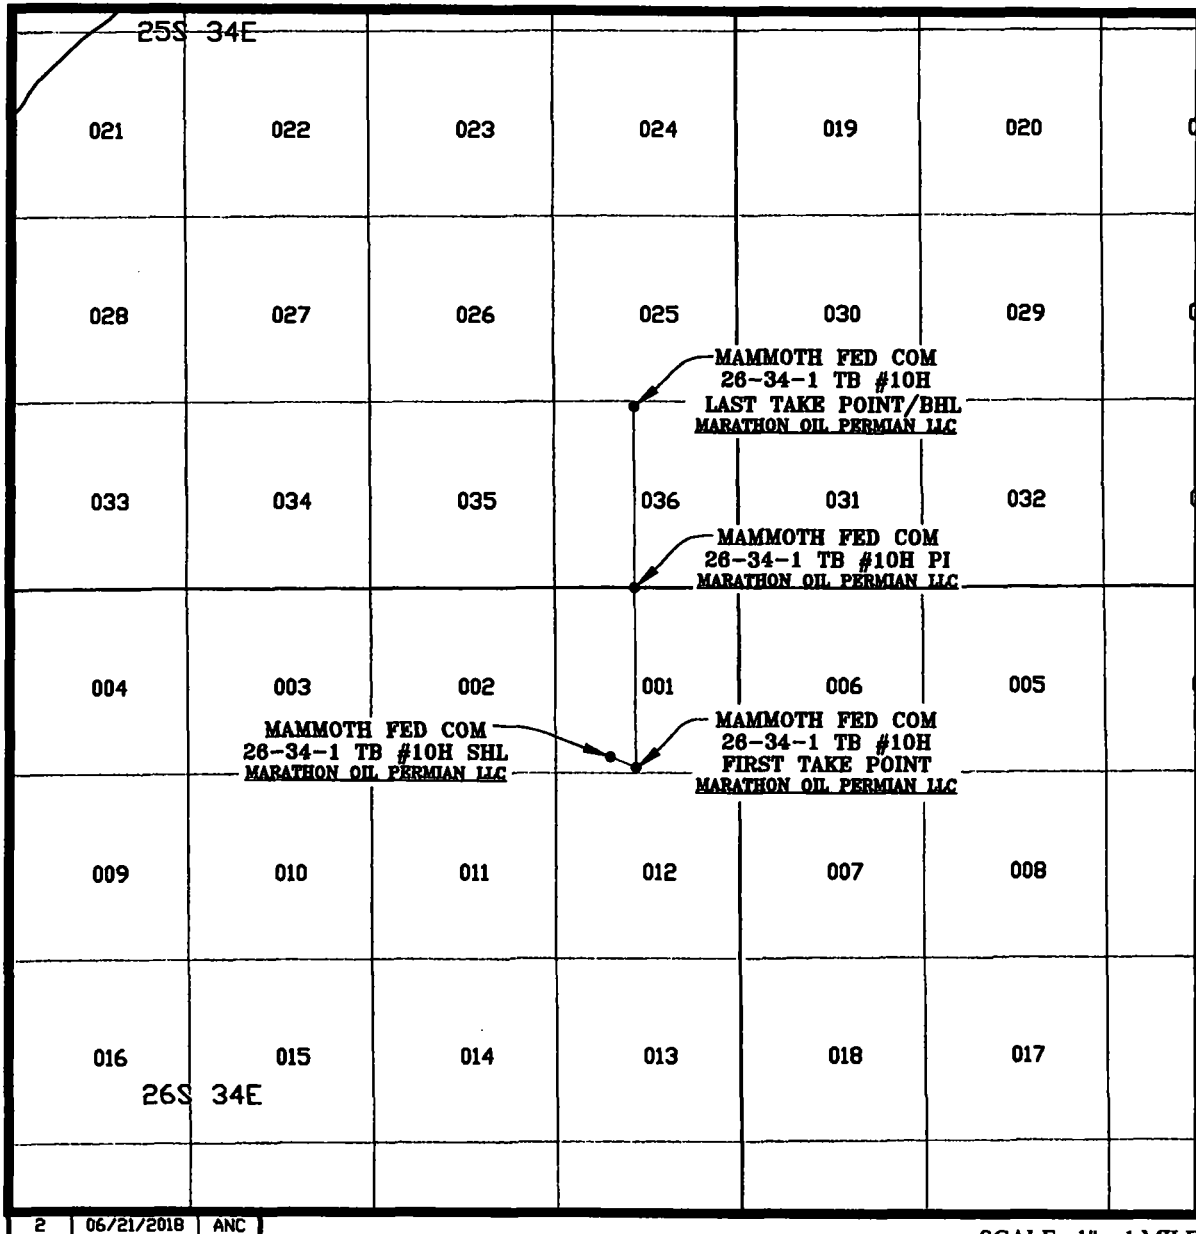 25S 34E
021 022 023 024 019 020
028 027 026 025 030 029
MAMMOTH FED COM
26-34-1 TB #10H
LAST TAKE POINT/BHL
MARATHON OIL PERMIAN LLC
033 034 035 036 031 032
MAMMOTH FED COM
26-34-1 TB #10H PI
MARATHON OIL PERMIAN LLC
004 003 002 001 006 005
MAMMOTH FED COM
26-34-1 TB #10H SHL
MARATHON OIL PERMIAN LLC
MAMMOTH FED COM
26-34-1 TB #10H
FIRST TAKE POINT
MARATHON OIL PERMIAN LLC
009 010 011 012 007 008
016 015 014 013 018 017
26S 34E
2 06/21/2018 ANC